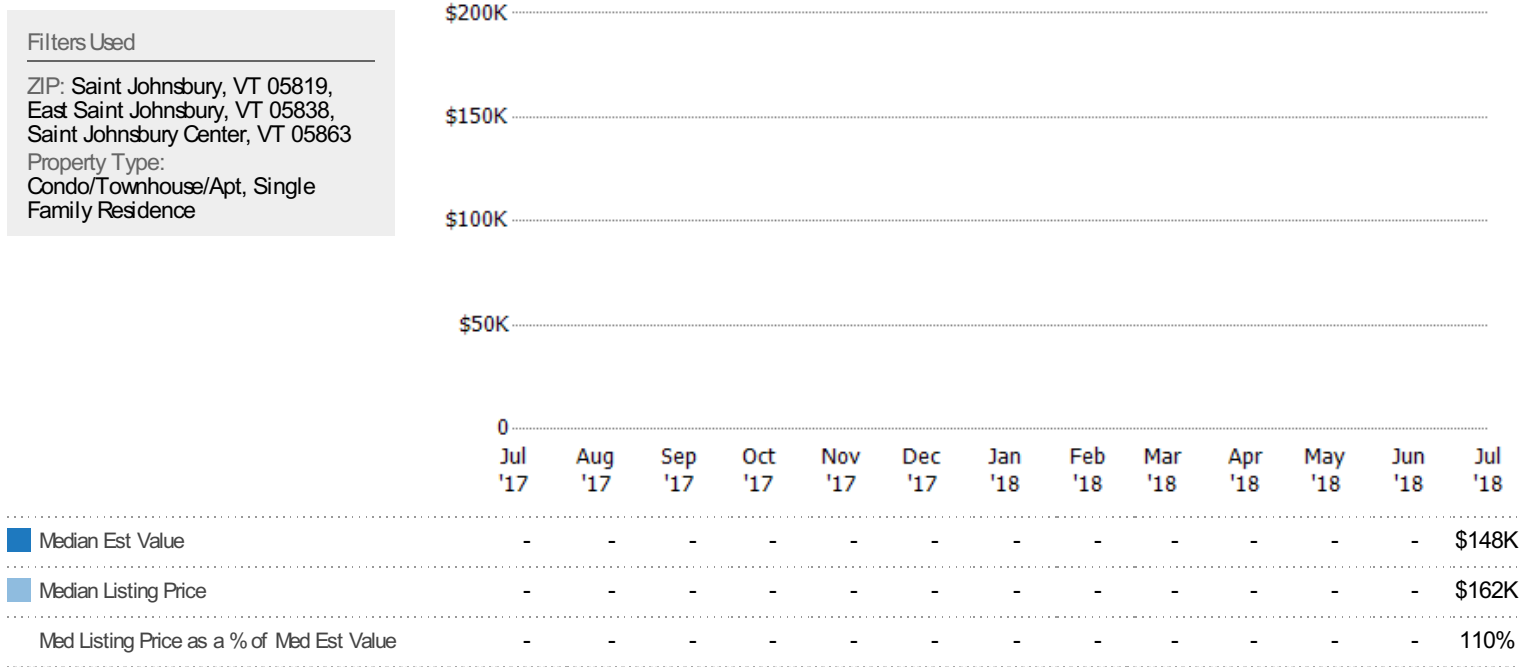 Filters Used
ZIP: Saint Johnsbury, VT 05819,
East Saint Johnsbury, VT 05838,
Saint Johnsbury Center, VT 05863
Property Type:
Condo/Townhouse/Apt, Single
Family Residence
$200K
$150K
$100K
$50K
0
Jul Aug Sep Oct Nov Dec Jan Feb Mar Apr May Jun Jul
'17 '17 '17 '17 '17 '17 '18 '18 '18 '18 '18 '18 '18
Median Est Value - - - - - - - - - - - - $148K
Median Listing Price - - - - - - - - - - - - $162K
Med Listing Price as a % of Med Est Value - - - - - - - - - - - - 110%